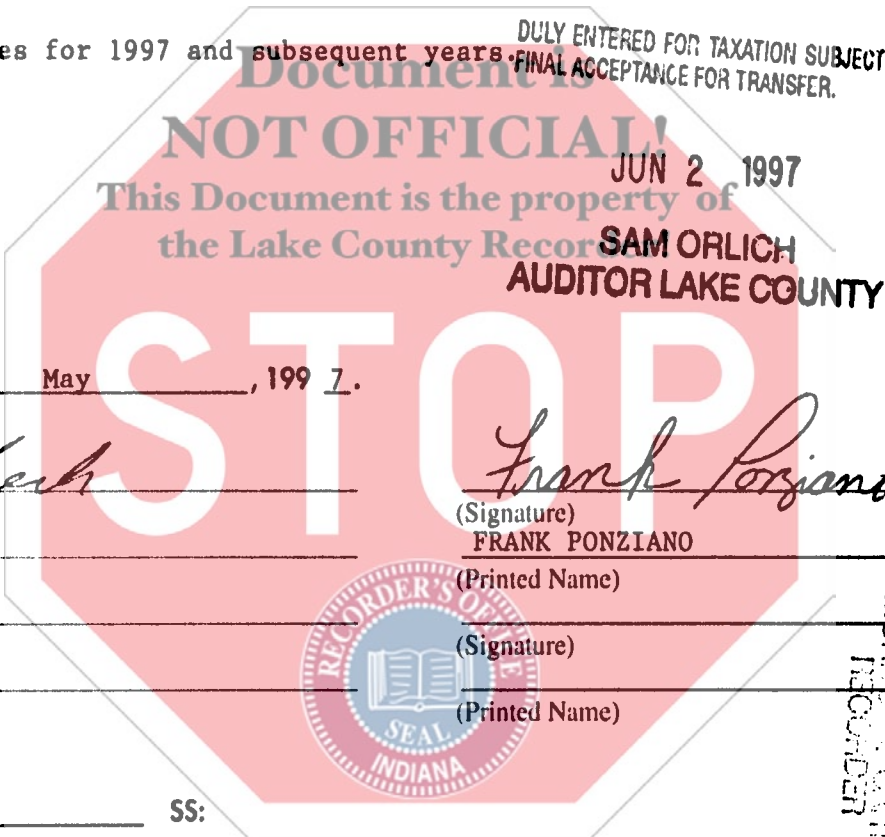 es for 1997 and subsequent years.
DULY ENTERED FOR TAXATION SUBJECT
FINAL ACCEPTANCE FOR TRANSFER.
Document is
NOT OFFICIAL!
This Document is the property of
the Lake County Recorder
JUN 2 1997
SAM ORLICH
AUDITOR LAKE COUNTY
STOP
May , 199 7.
Frank Ponziano
(Signature)
FRANK PONZIANO
(Printed Name)
(Signature)
(Printed Name)
RECORDER'S OFFICE
SEAL
INDIANA
RECORDER
SS: